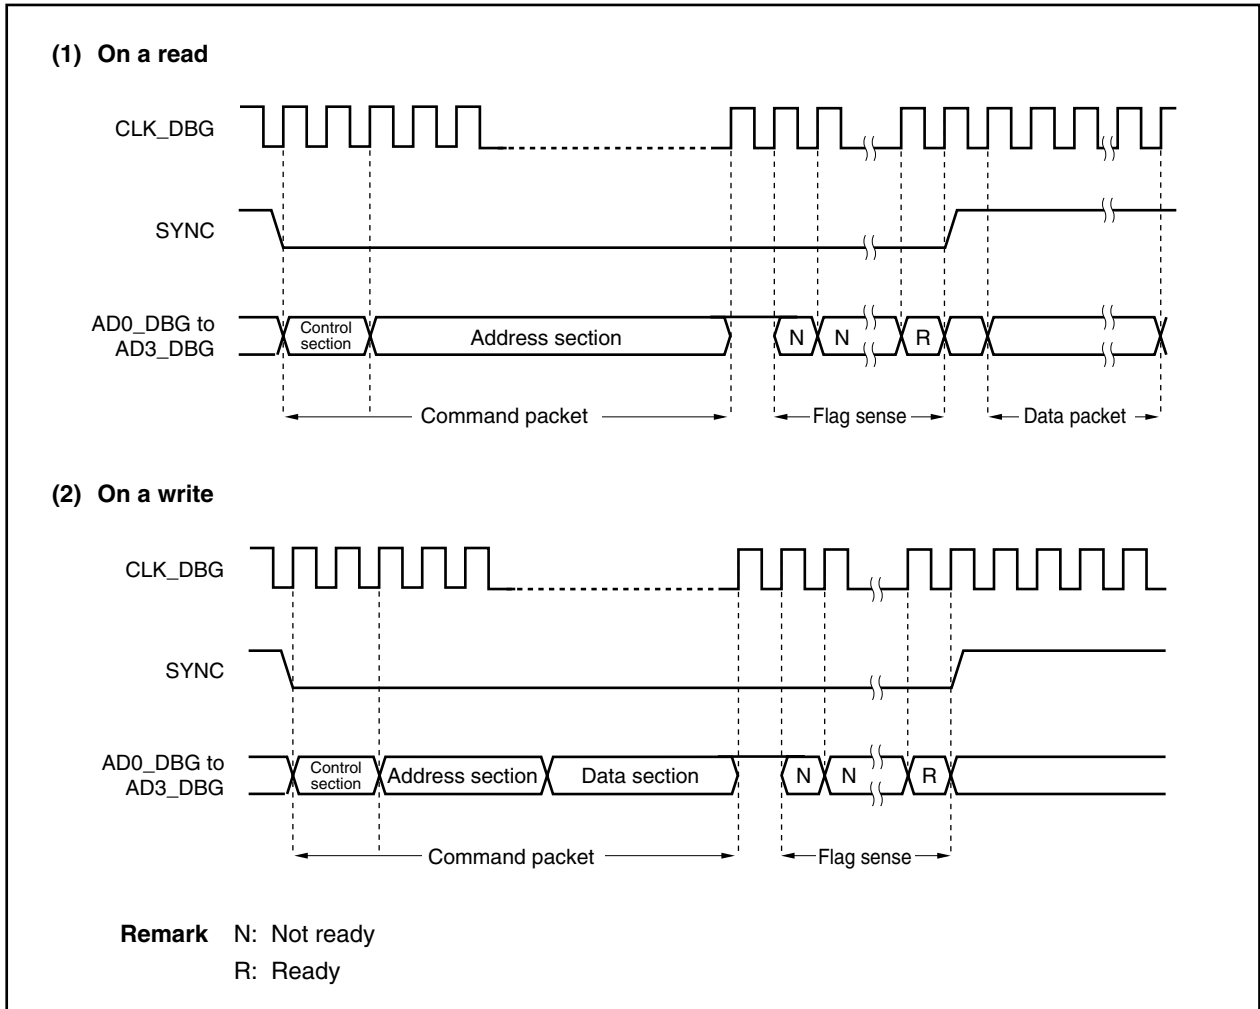 (1) On a read
CLK_DBG
SYNC
AD0_DBG to
AD3_DBG
Control
section
Address section
N
N
R
Command packet
Flag sense
Data packet
(2) On a write
CLK_DBG
SYNC
AD0_DBG to
AD3_DBG
Control
section
Address section
Data section
N
N
R
Command packet
Flag sense
Remark N: Not ready
R: Ready